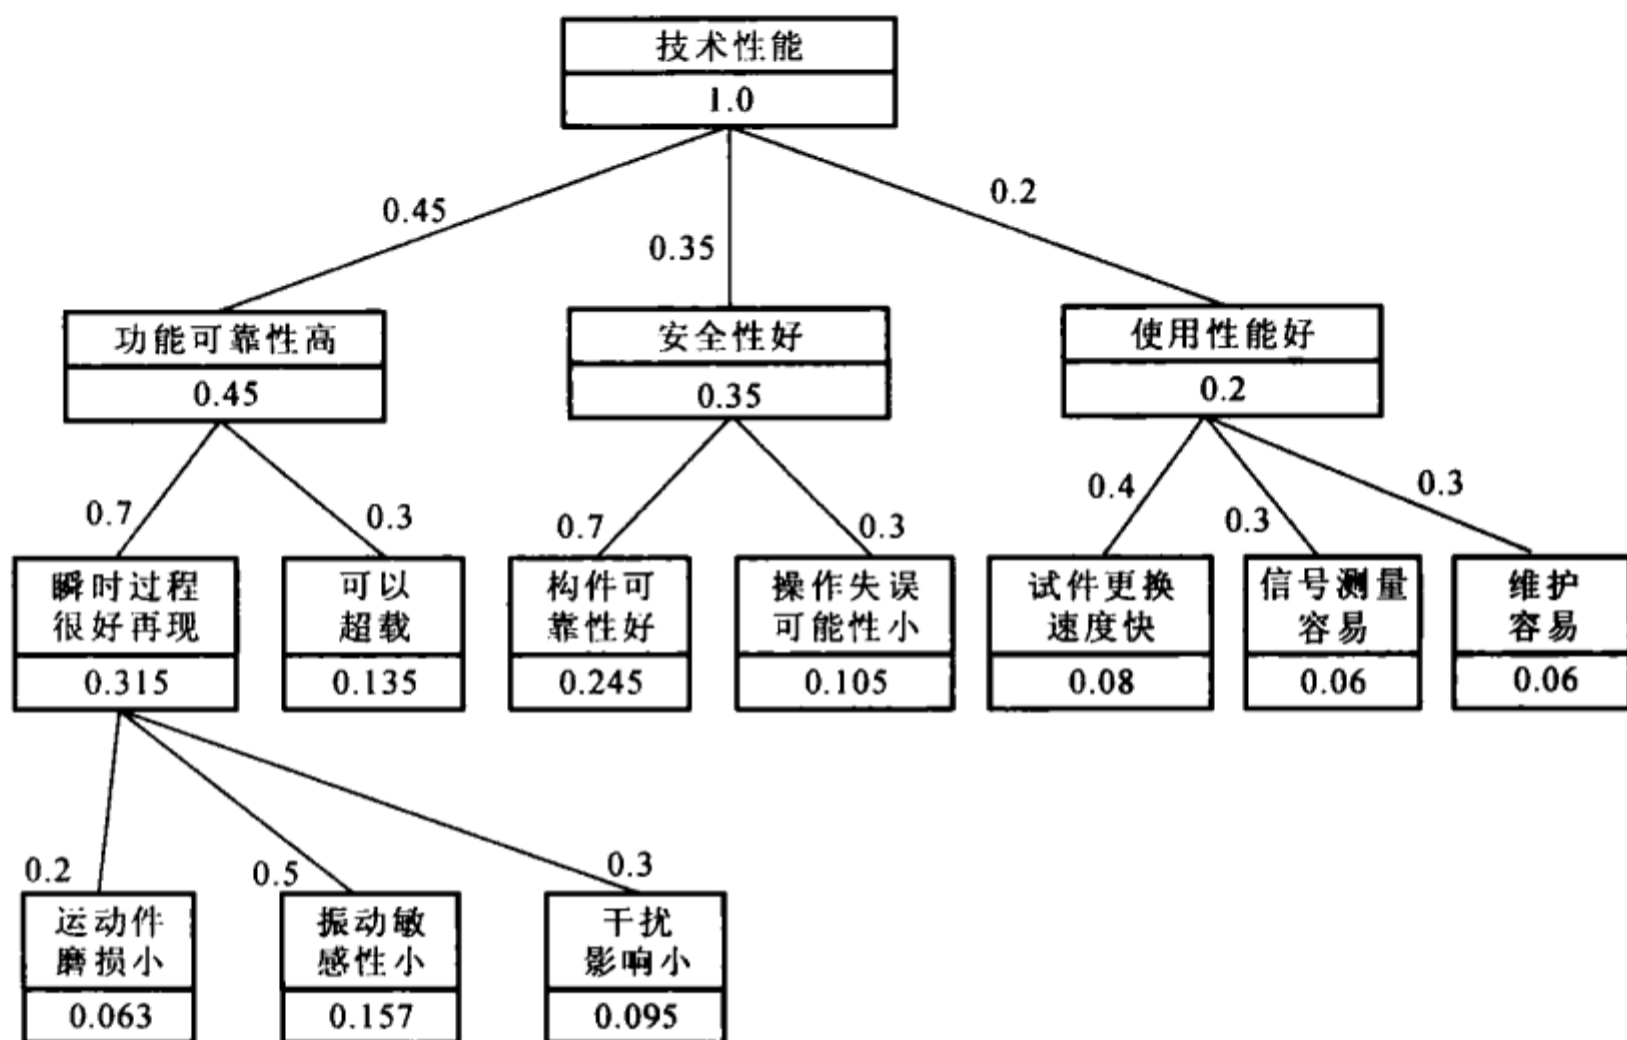 技术性能
1.0
0.45
0.35
0.2
功能可靠性高
0.45
安全性好
0.35
使用性能好
0.2
0.7
0.3
0.7
0.3
0.4
0.3
0.3
瞬时过程
很好再现
0.315
可以
超载
0.135
构件可
靠性好
0.245
操作失误
可能性小
0.105
试件更换
速度快
0.08
信号测量
容易
0.06
维护
容易
0.06
0.2
0.5
0.3
运动件
磨损小
0.063
振动敏
感性小
0.157
干扰
影响小
0.095